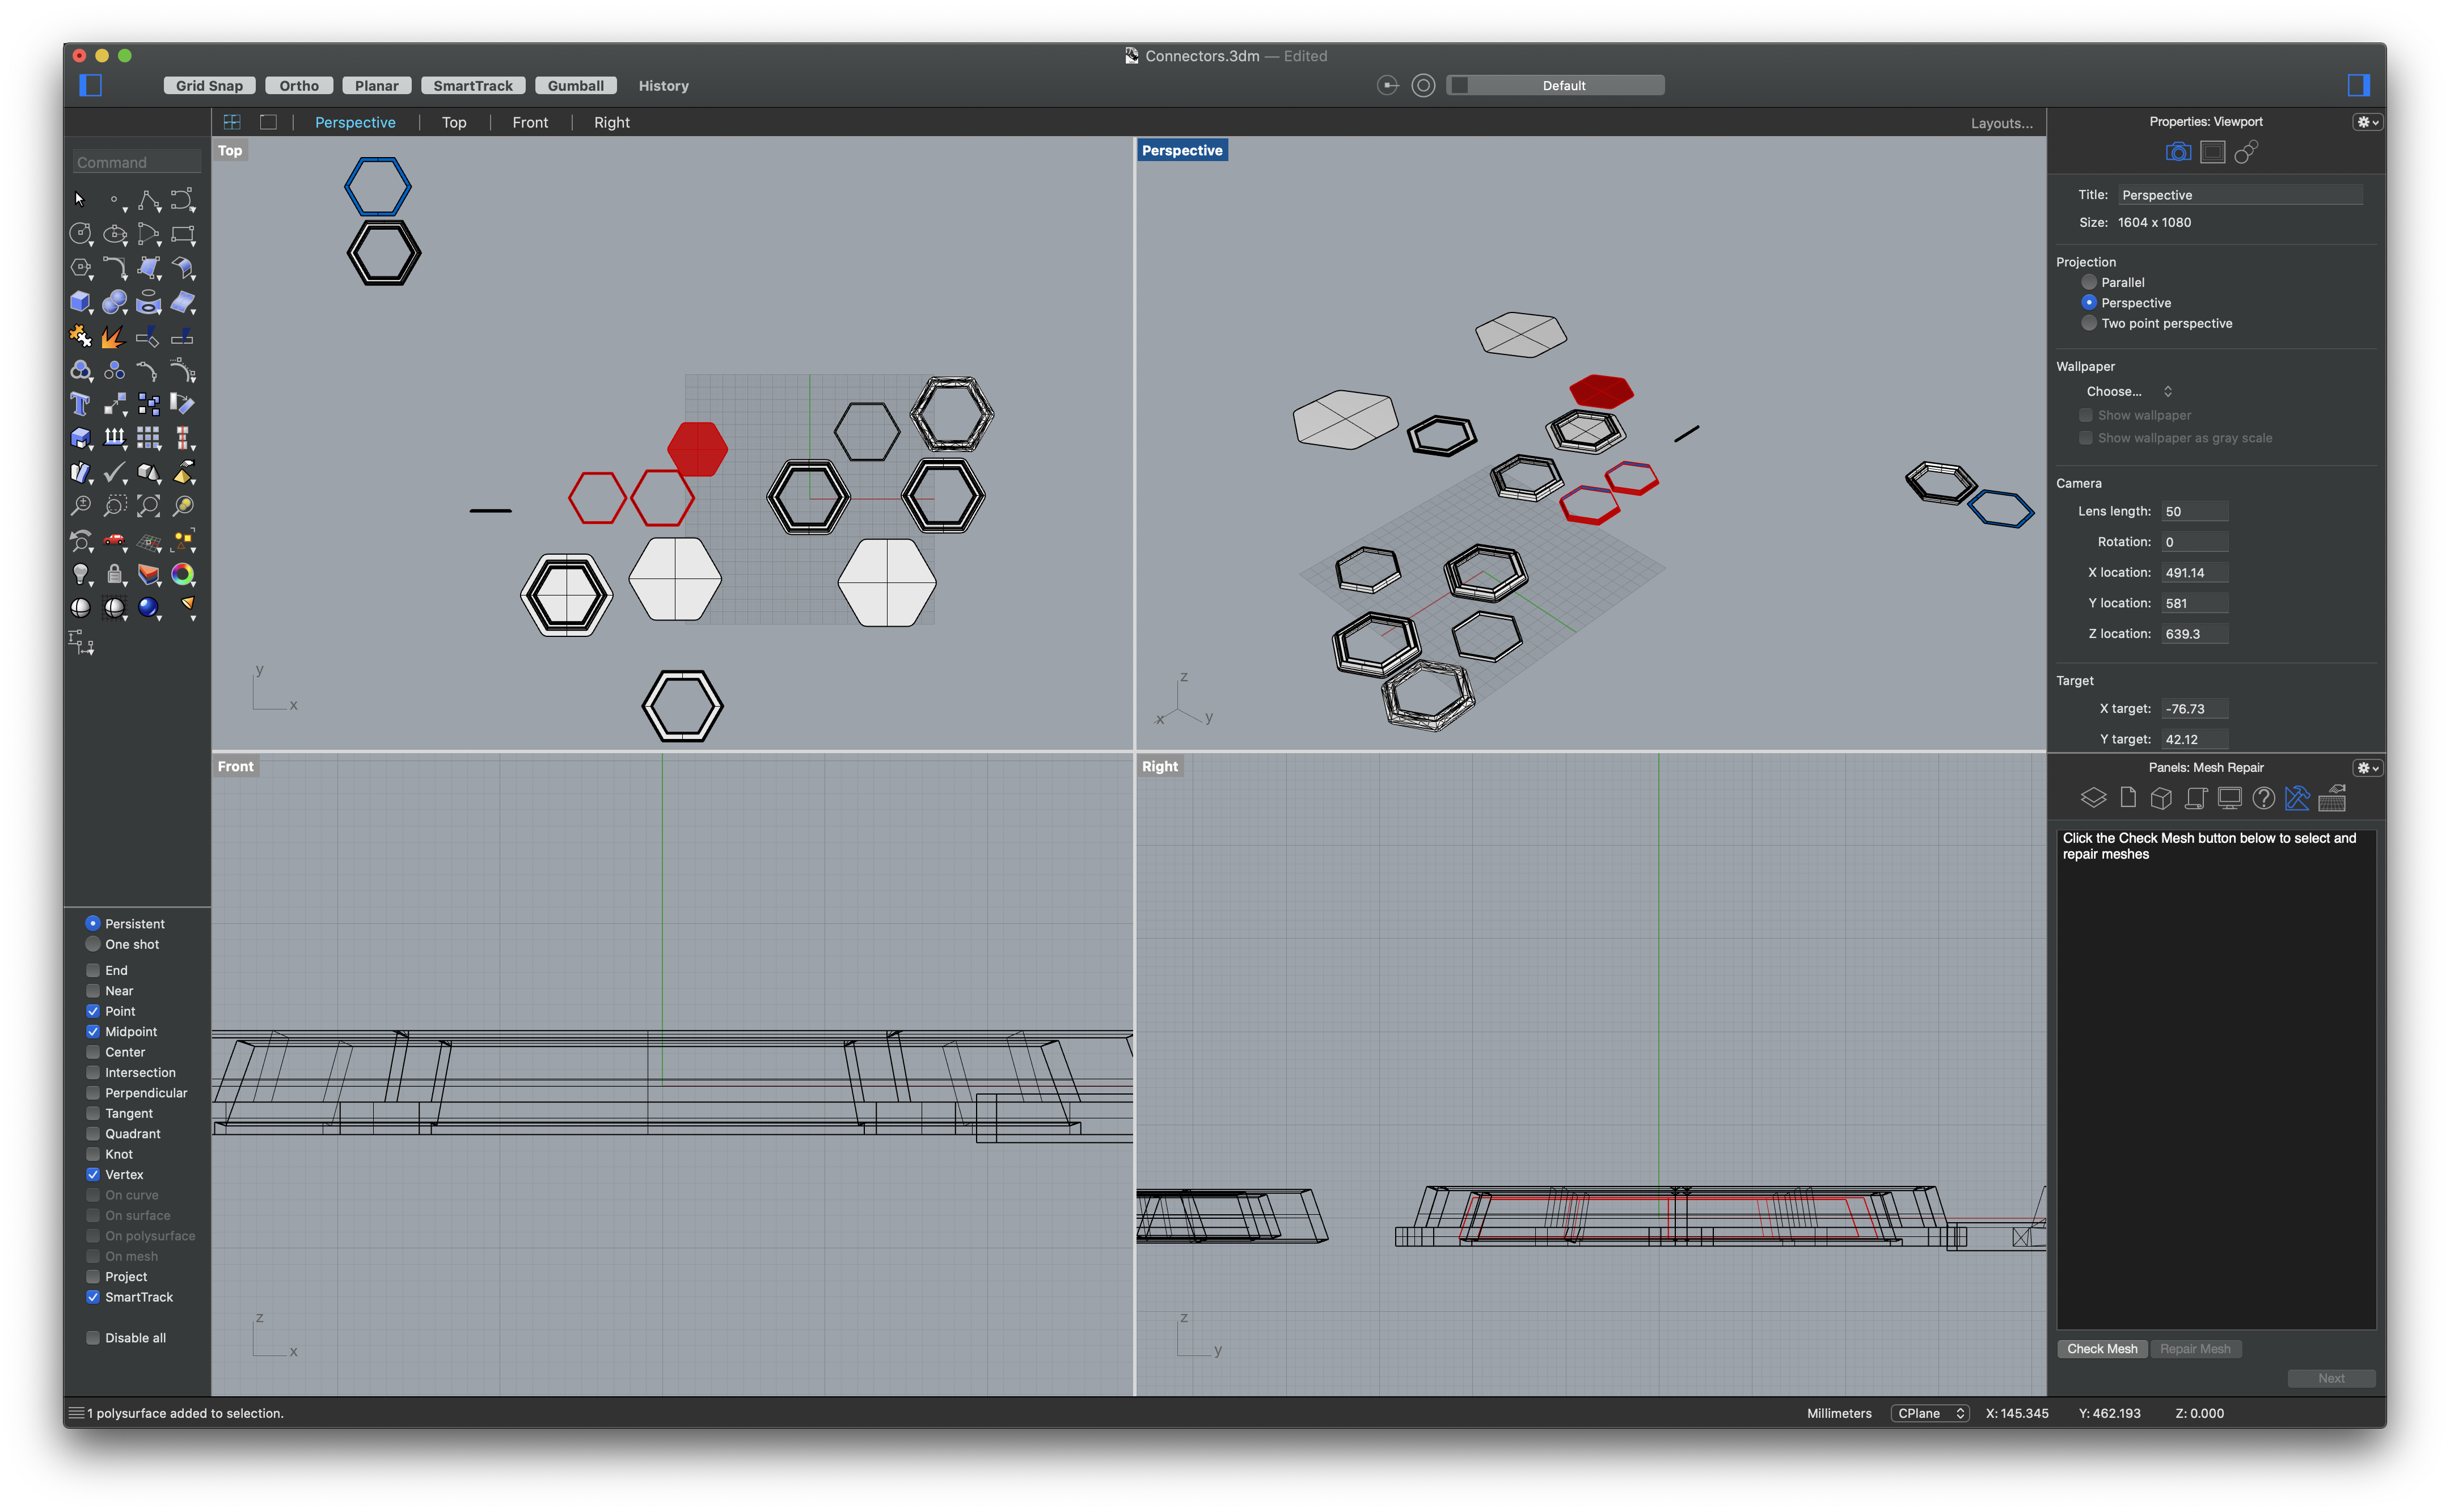 Connectors.3dm — Edited
Grid Snap Ortho Planar SmartTrack Gumball History
Default
Perspective Top Front Right
Layouts...
Command
Top
y
x
Perspective
z
x
y
Front
z
x
Right
z
y
Persistent
One shot
End
Near
Point
Midpoint
Center
Intersection
Perpendicular
Tangent
Quadrant
Knot
Vertex
On curve
On surface
On polysurface
On mesh
Project
SmartTrack
Disable all
Properties: Viewport
Title: Perspective
Size: 1604 x 1080
Projection
Parallel
Perspective
Two point perspective
Wallpaper
Choose...
Show wallpaper
Show wallpaper as gray scale
Camera
Lens length: 50
Rotation: 0
X location: 491.14
Y location: 581
Z location: 639.3
Target
X target: -76.73
Y target: 42.12
Panels: Mesh Repair
Click the Check Mesh button below to select and
repair meshes
Check Mesh Repair Mesh
Next
1 polysurface added to selection.
Millimeters CPlane X: 145.345 Y: 462.193 Z: 0.000